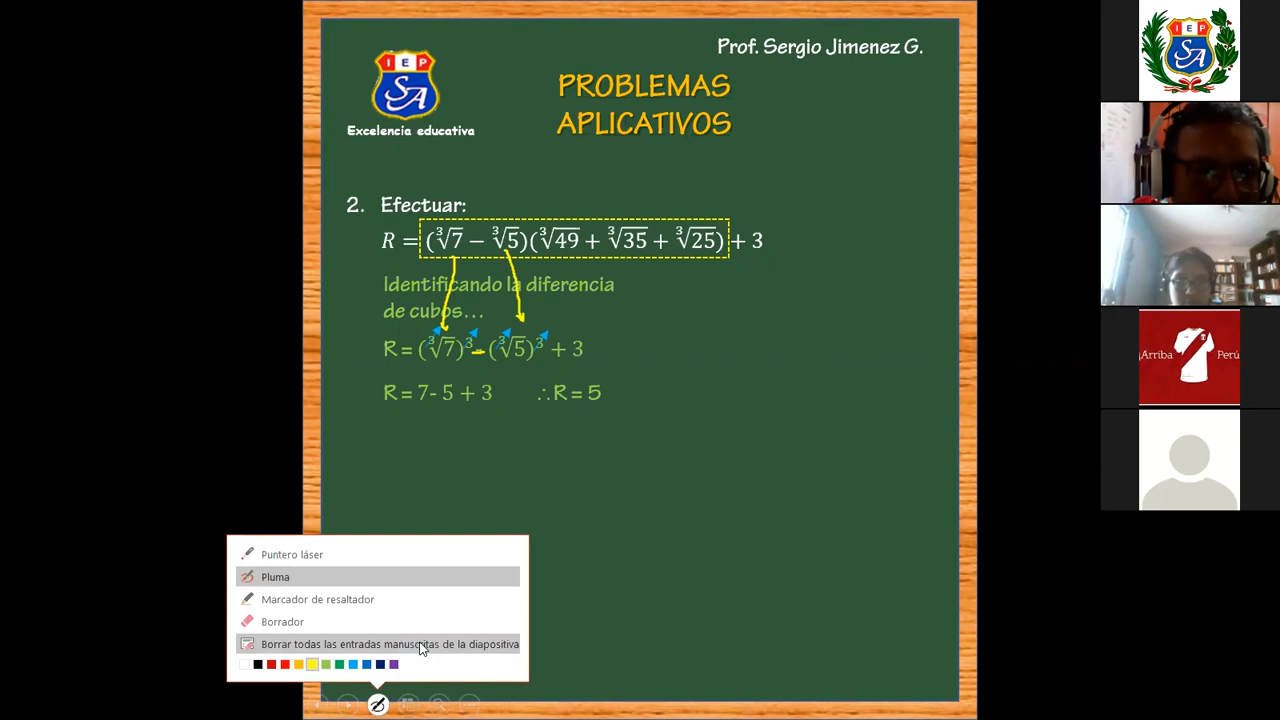 Prof. Sergio Jimenez G.
I E P
SA
Excelencia educativa
PROBLEMAS
APLICATIVOS
2. Efectuar:
R = (∛7 − ∛5)(∛49 + ∛35 + ∛25) + 3
Identificando la diferencia
de cubos...
R = (∛7)³ - (∛5)³ + 3
R = 7- 5 + 3 ∴R = 5
Puntero láser
Pluma
Marcador de resaltador
Borrador
Borrar todas las entradas manuscritas de la diapositiva
I E P
SA
¡Arriba Perú